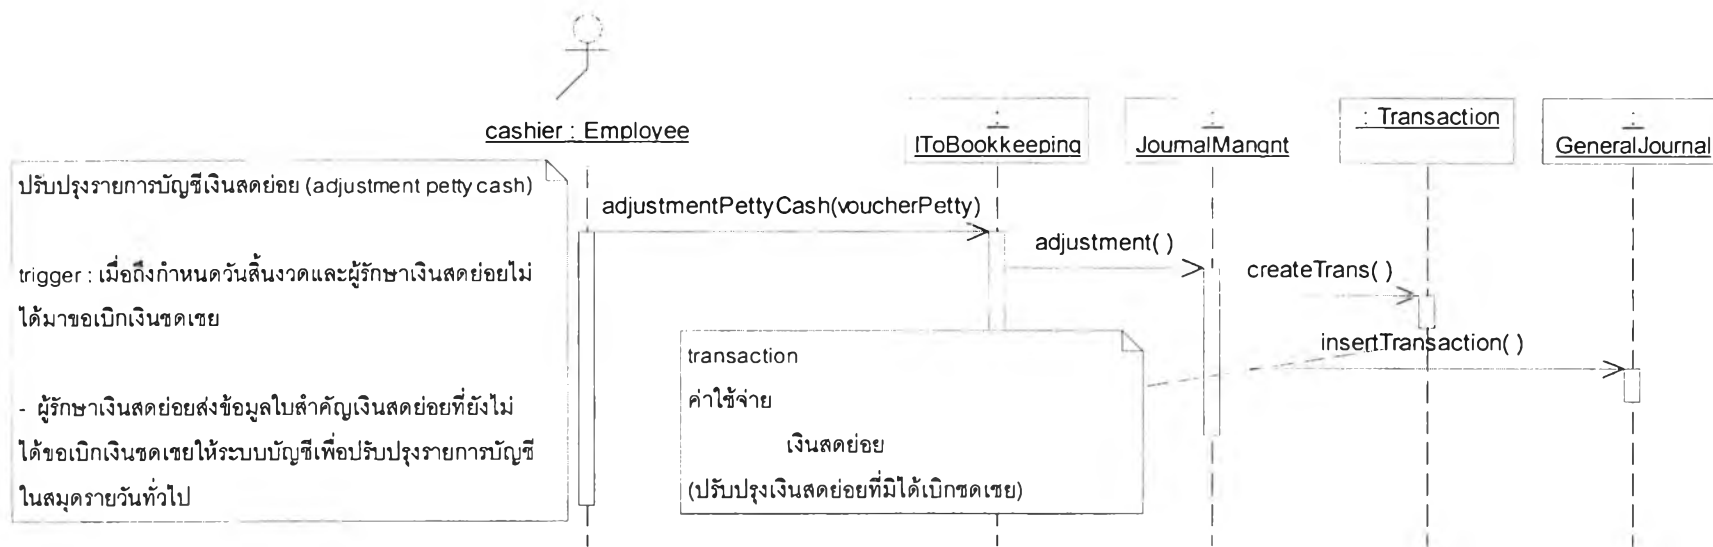 cashier : Employee
:
IToBookkeeping
:
JournalMangnt
: Transaction
:
GeneralJournal
ปรับปรุงรายการบัญชีเงินสดย่อย (adjustment petty cash)
trigger : เมื่อถึงกำหนดวันสิ้นงวดและผู้รักษาเงินสดย่อยไม่
ได้มาขอเบิกเงินชดเชย
- ผู้รักษาเงินสดย่อยส่งข้อมูลใบสำคัญเงินสดย่อยที่ยังไม่
ได้ขอเบิกเงินชดเชยให้ระบบบัญชีเพื่อปรับปรุงรายการบัญชี
ในสมุดรายวันทั่วไป
adjustmentPettyCash(voucherPetty)
adjustment( )
createTrans( )
insertTransaction( )
transaction
ค่าใช้จ่าย
เงินสดย่อย
(ปรับปรุงเงินสดย่อยที่มิได้เบิกชดเชย)